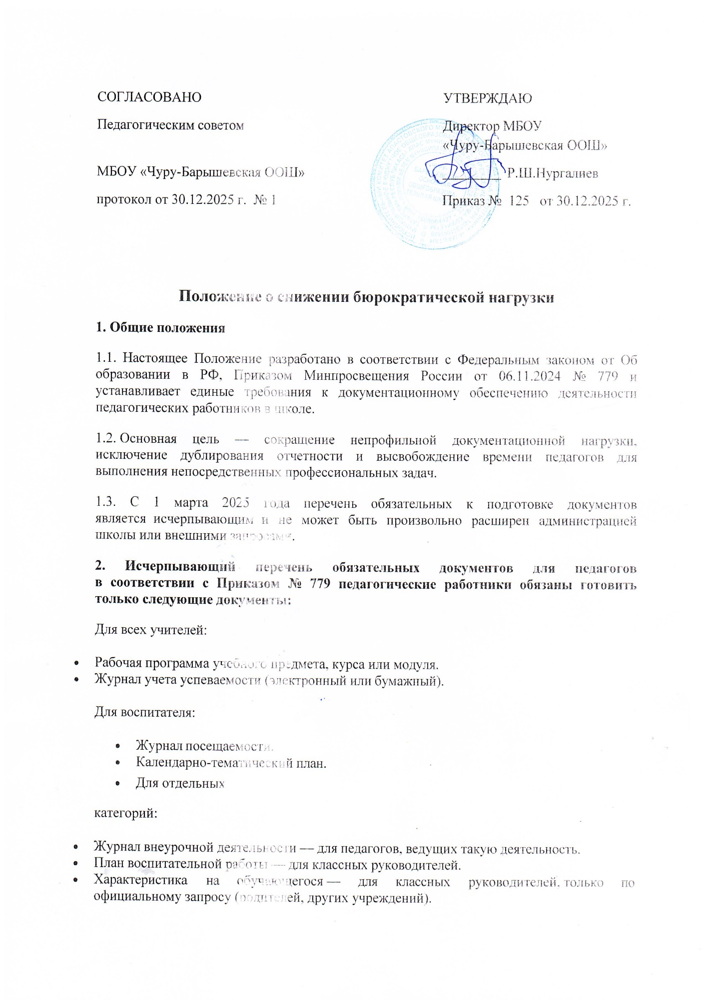 СОГЛАСОВАНО
Педагогическим советом
МБОУ «Чуру-Барышевская ООШ»
протокол от 30.12.2025 г. № 1
УТВЕРЖДАЮ
Директор МБОУ
«Чуру-Барышевская ООШ»
________ Р.Ш.Нургалиев
Приказ № 125 от 30.12.2025 г.
Положение о снижении бюрократической нагрузки
1. Общие положения
1.1. Настоящее Положение разработано в соответствии с Федеральным законом от Об
образовании в РФ, Приказом Минпросвещения России от 06.11.2024 № 779 и
устанавливает единые требования к документационному обеспечению деятельности
педагогических работников в школе.
1.2. Основная цель — сокращение непрофильной документационной нагрузки,
исключение дублирования отчетности и высвобождение времени педагогов для
выполнения непосредственных профессиональных задач.
1.3. С 1 марта 2025 года перечень обязательных к подготовке документов
является исчерпывающим и не может быть произвольно расширен администрацией
школы или внешними запросами.
2. Исчерпывающий перечень обязательных документов для педагогов
в соответствии с Приказом № 779 педагогические работники обязаны готовить
только следующие документы:
Для всех учителей:
• Рабочая программа учебного предмета, курса или модуля.
• Журнал учета успеваемости (электронный или бумажный).
Для воспитателя:
• Журнал посещаемости.
• Календарно-тематический план.
• Для отдельных
категорий:
• Журнал внеурочной деятельности — для педагогов, ведущих такую деятельность.
• План воспитательной работы — для классных руководителей.
• Характеристика на обучающегося — для классных руководителей, только по
официальному запросу (родителей, других учреждений).